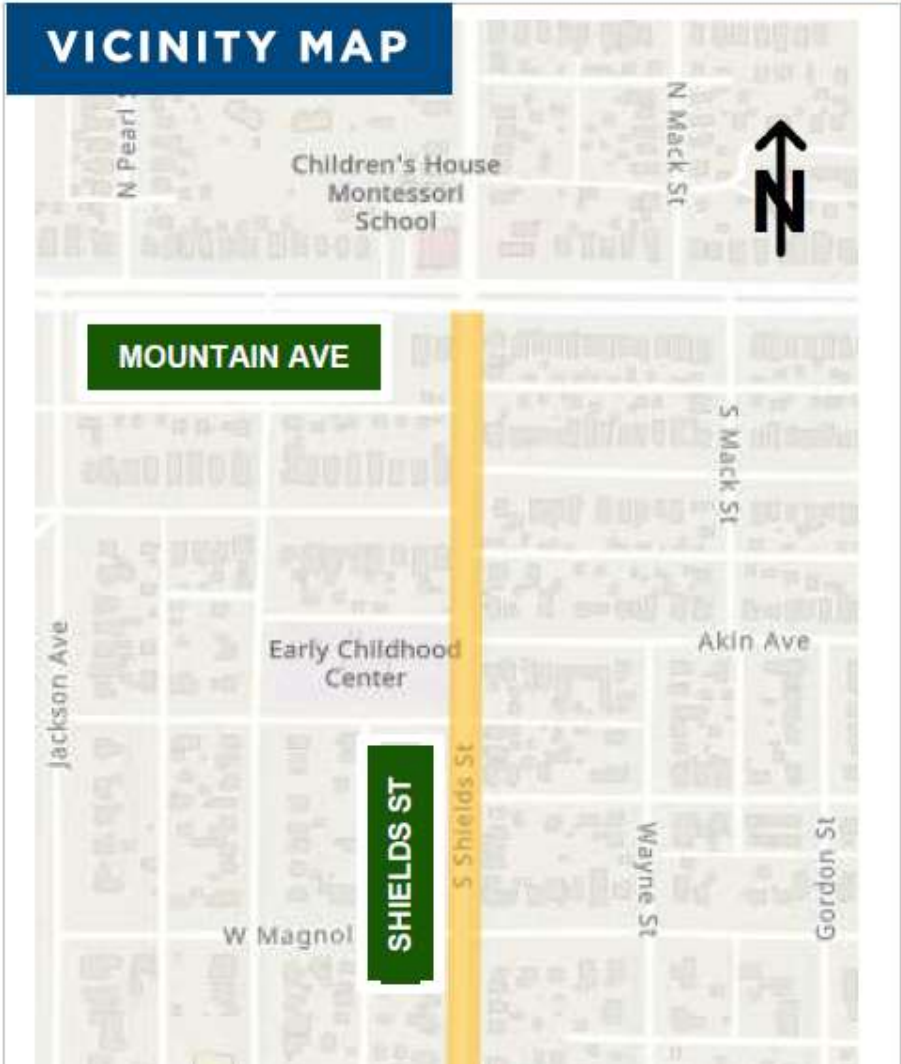 VICINITY MAP
N Pearl
N Mack St
Children's House
Montessori
School
N
MOUNTAIN AVE
S Mack St
Jackson Ave
Early Childhood
Center
Akin Ave
SHIELDS ST
S Shields St
Wayne St
Gordon St
W Magnol